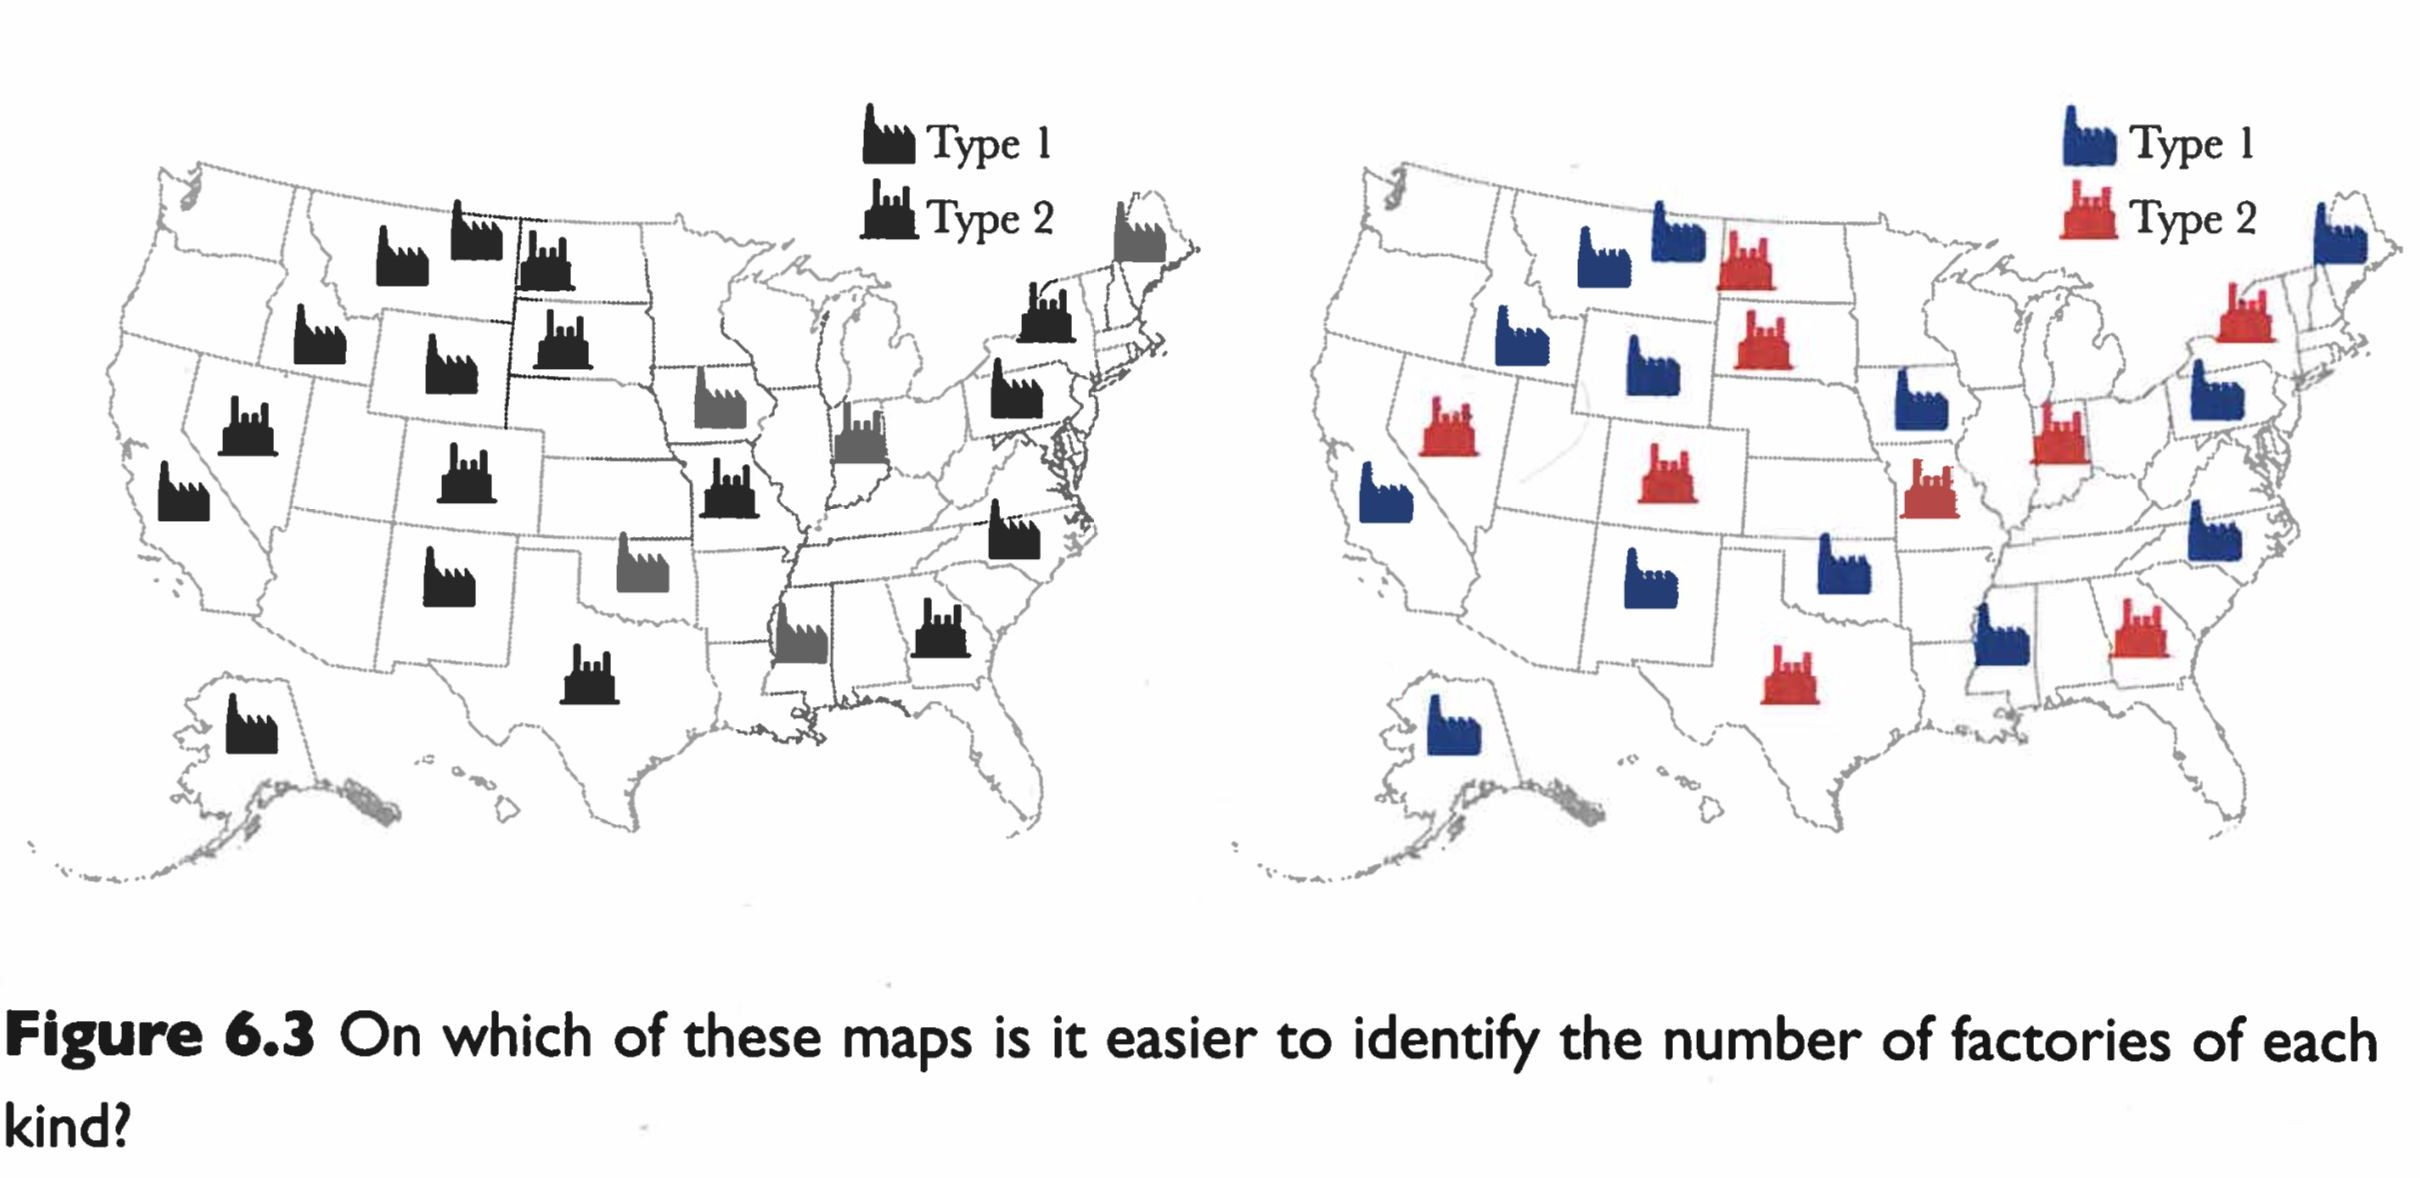 Type 1
Type 2
Type 1
Type 2
Figure 6.3 On which of these maps is it easier to identify the number of factories of each
kind?